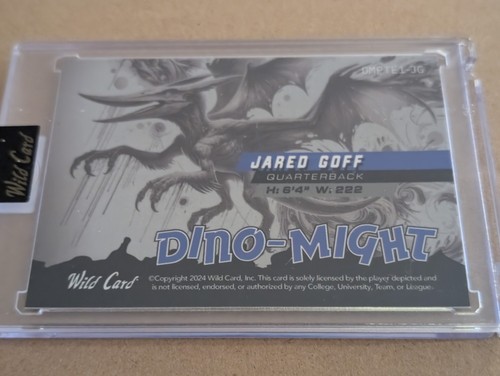 JARED GOFF
QUARTERBACK
H: 6'4" W: 222
DINO-MIGHT
Wild Card
©Copyright 2024 Wild Card, Inc. This card is solely licensed by the player depicted and
is not licensed, endorsed, or authorized by any College, University, Team, or League.
Wild Card